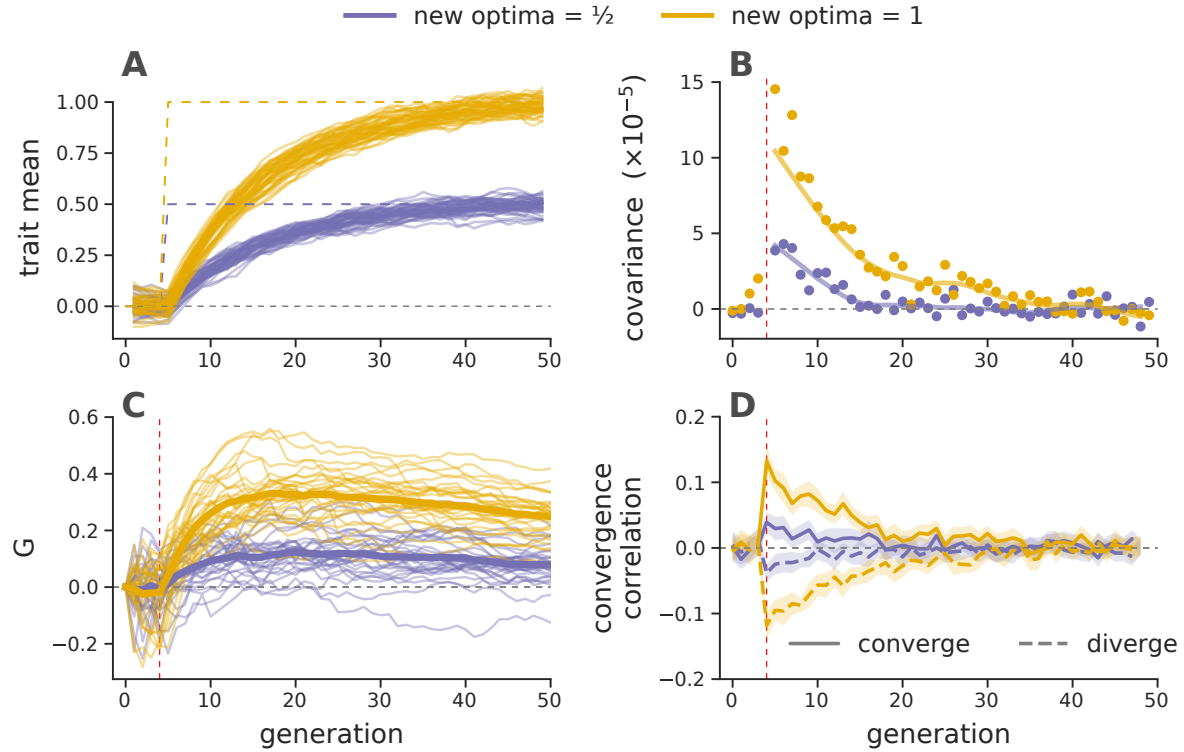 new optima = ½ new optima = 1
A
trait mean
1.00
0.75
0.50
0.25
0.00
0 10 20 30 40 50
B
covariance (×10⁻⁵)
15
10
5
0
0 10 20 30 40 50
C
G
0.6
0.4
0.2
0.0
−0.2
0 10 20 30 40 50
generation
D
convergence
correlation
0.2
0.1
0.0
−0.1
−0.2
converge diverge
0 10 20 30 40 50
generation